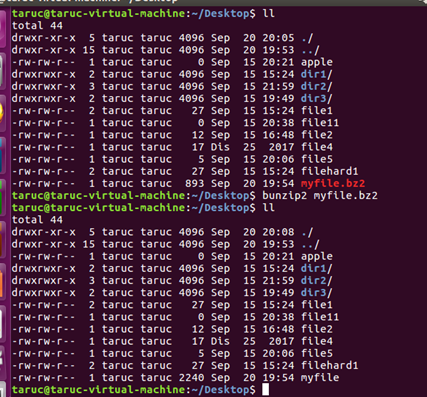 taruc@taruc-virtual-machine:~/Desktop$ ll
total 44
drwxr-xr-x  5 taruc taruc 4096 Sep  20 20:05 ./
drwxr-xr-x 15 taruc taruc 4096 Sep  20 19:53 ../
-rw-rw-r--  1 taruc taruc    0 Sep  15 20:21 apple
drwxrwxr-x  2 taruc taruc 4096 Sep  15 15:24 dir1/
drwxrwxr-x  3 taruc taruc 4096 Sep  15 21:59 dir2/
drwxrwxr-x  2 taruc taruc 4096 Sep  20 19:49 dir3/
-rw-rw-r--  2 taruc taruc   27 Sep  15 15:24 file1
-rw-rw-r--  1 taruc taruc    0 Sep  15 20:38 file11
-rw-rw-r--  1 taruc taruc   12 Sep  15 16:48 file2
-rw-rw-r--  1 taruc taruc   17 Dis  25  2017 file4
-rw-rw-r--  1 taruc taruc    5 Sep  15 20:06 file5
-rw-rw-r--  2 taruc taruc   27 Sep  15 15:24 filehard1
-rw-rw-r--  1 taruc taruc  893 Sep  20 19:54 myfile.bz2
taruc@taruc-virtual-machine:~/Desktop$ bunzip2 myfile.bz2
taruc@taruc-virtual-machine:~/Desktop$ ll
total 44
drwxr-xr-x  5 taruc taruc 4096 Sep  20 20:08 ./
drwxr-xr-x 15 taruc taruc 4096 Sep  20 19:53 ../
-rw-rw-r--  1 taruc taruc    0 Sep  15 20:21 apple
drwxrwxr-x  2 taruc taruc 4096 Sep  15 15:24 dir1/
drwxrwxr-x  3 taruc taruc 4096 Sep  15 21:59 dir2/
drwxrwxr-x  2 taruc taruc 4096 Sep  20 19:49 dir3/
-rw-rw-r--  2 taruc taruc   27 Sep  15 15:24 file1
-rw-rw-r--  1 taruc taruc    0 Sep  15 20:38 file11
-rw-rw-r--  1 taruc taruc   12 Sep  15 16:48 file2
-rw-rw-r--  1 taruc taruc   17 Dis  25  2017 file4
-rw-rw-r--  1 taruc taruc    5 Sep  15 20:06 file5
-rw-rw-r--  2 taruc taruc   27 Sep  15 15:24 filehard1
-rw-rw-r--  1 taruc taruc 2240 Sep  20 19:54 myfile
taruc@taruc-virtual-machine:~/Desktop$